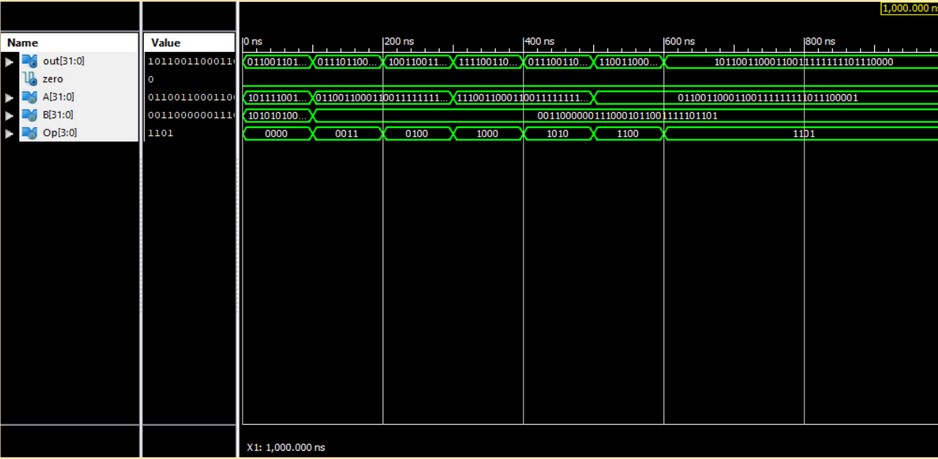 1,000.000 ns
Name Value 0 ns 200 ns 400 ns 600 ns 800 ns
out[31:0] 1011001100011 011001101... 011101100... 100110011... 111100110... 011100110... 110011000... 10110011000110011111111101110000
zero 0
A[31:0] 0110011000110 101111001... 0110011000110011111111... 1110011000110011111111... 01100110001100111111111011100001
B[31:0] 0011000000111 101010100... 00110000001110001011001111101101
Op[3:0] 1101 0000 0011 0100 1000 1010 1100 1101
X1: 1,000.000 ns